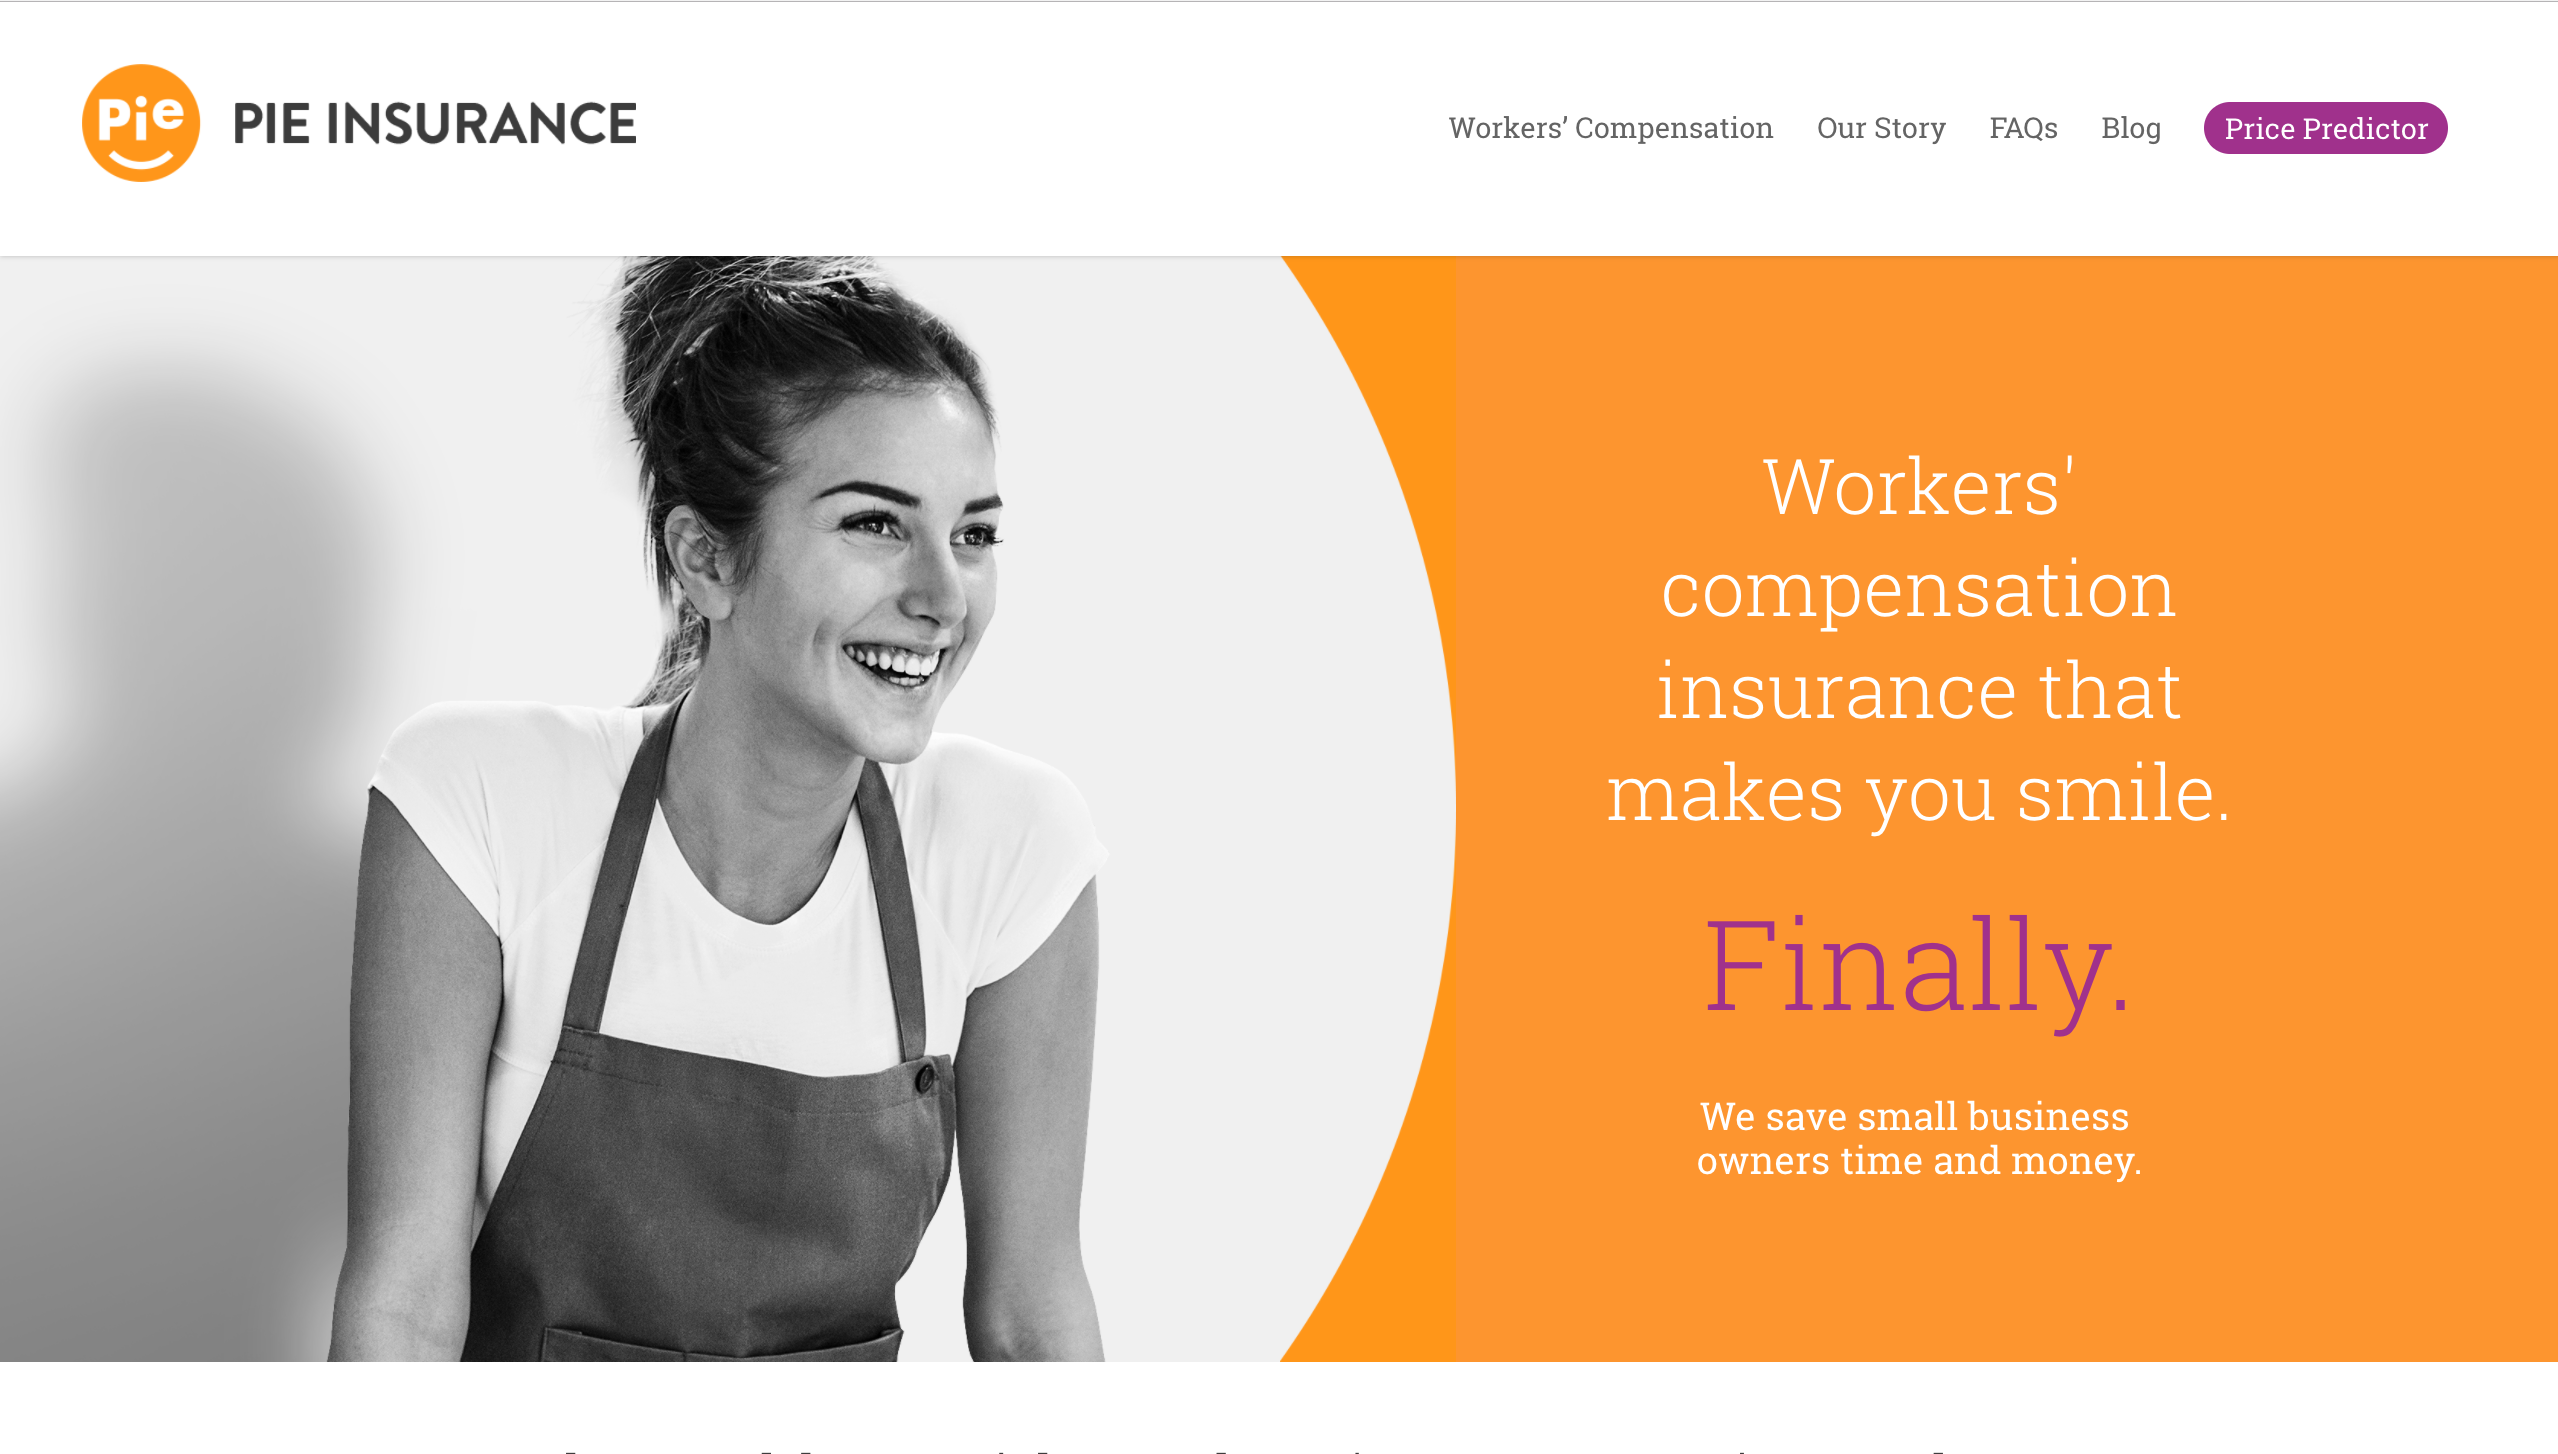 Pie
PIE INSURANCE
Workers’ Compensation
Our Story
FAQs
Blog
Price Predictor
Workers'
compensation
insurance that
makes you smile.
Finally.
We save small business
owners time and money.